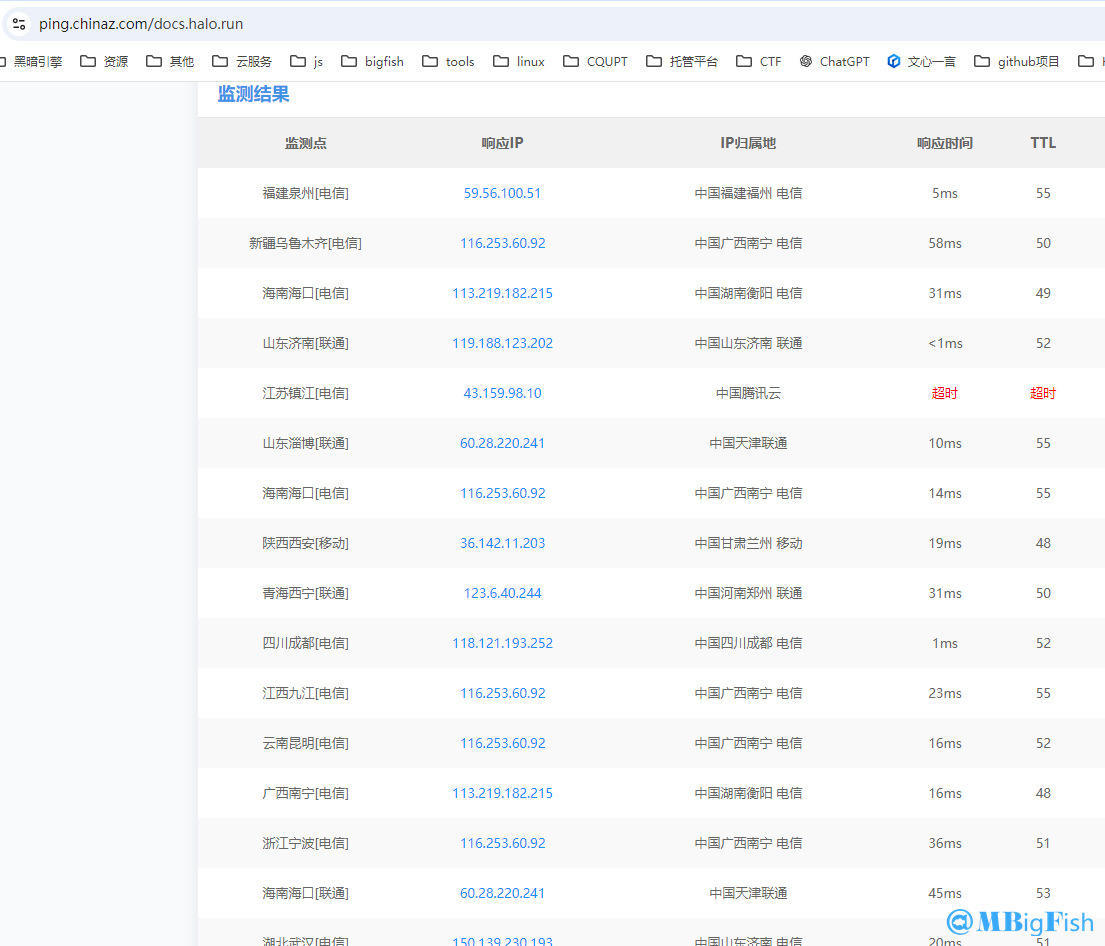 ping.chinaz.com/docs.halo.run
黑暗引擎 资源 其他 云服务 js bigfish tools linux CQUPT 托管平台 CTF ChatGPT 文心一言 github项目
监测结果
监测点 响应IP IP归属地 响应时间 TTL
福建泉州[电信] 59.56.100.51 中国福建福州 电信 5ms 55
新疆乌鲁木齐[电信] 116.253.60.92 中国广西南宁 电信 58ms 50
海南海口[电信] 113.219.182.215 中国湖南衡阳 电信 31ms 49
山东济南[联通] 119.188.123.202 中国山东济南 联通 <1ms 52
江苏镇江[电信] 43.159.98.10 中国腾讯云 超时 超时
山东淄博[联通] 60.28.220.241 中国天津联通 10ms 55
海南海口[电信] 116.253.60.92 中国广西南宁 电信 14ms 55
陕西西安[移动] 36.142.11.203 中国甘肃兰州 移动 19ms 48
青海西宁[联通] 123.6.40.244 中国河南郑州 联通 31ms 50
四川成都[电信] 118.121.193.252 中国四川成都 电信 1ms 52
江西九江[电信] 116.253.60.92 中国广西南宁 电信 23ms 55
云南昆明[电信] 116.253.60.92 中国广西南宁 电信 16ms 52
广西南宁[电信] 113.219.182.215 中国湖南衡阳 电信 16ms 48
浙江宁波[电信] 116.253.60.92 中国广西南宁 电信 36ms 51
海南海口[联通] 60.28.220.241 中国天津联通 45ms 53
湖北武汉[电信] 150.139.230.193 中国山东济南 电信 20ms 51
@MBigFish